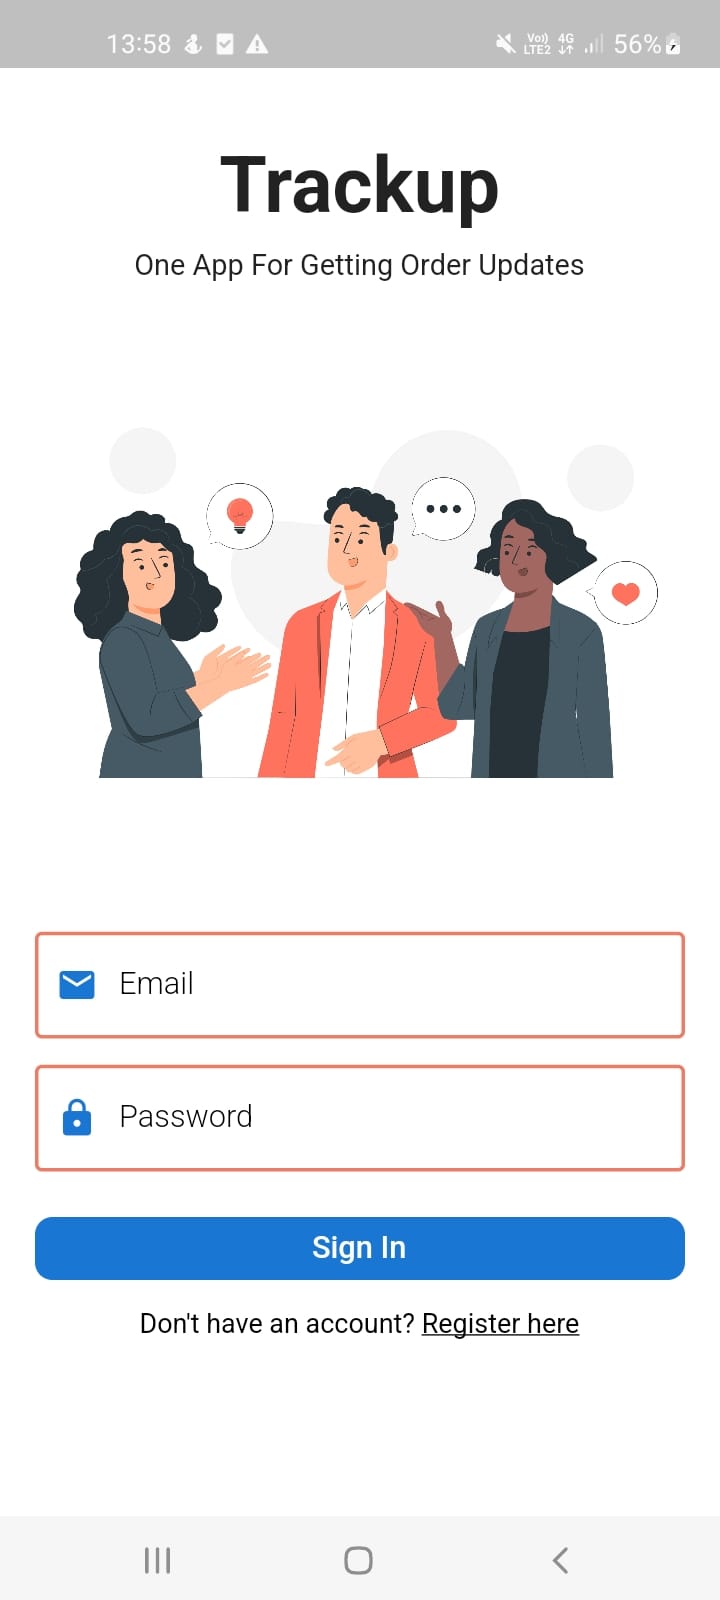 13:58 Vo)) LTE2 4G 56%
Trackup
One App For Getting Order Updates
Email
Password
Sign In
Don't have an account? Register here